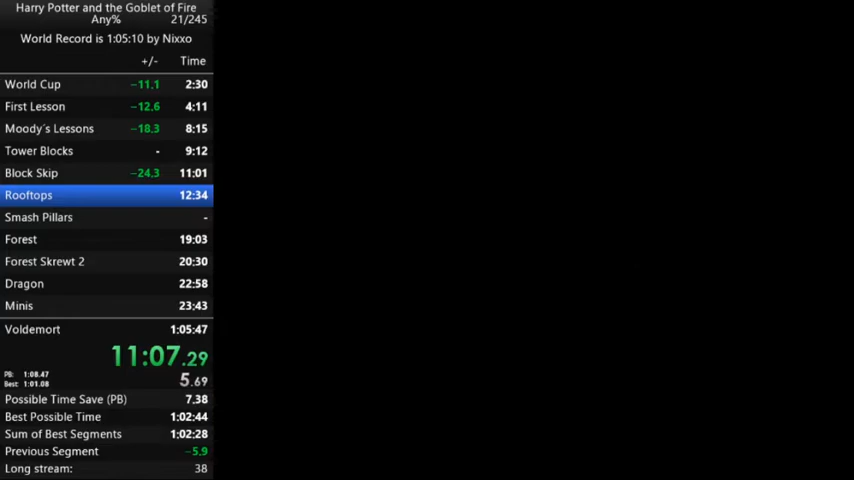 Harry Potter and the Goblet of Fire
Any% 21/245
World Record is 1:05:10 by Nixxo
+/- Time
World Cup −11.1 2:30
First Lesson −12.6 4:11
Moody´s Lessons −18.3 8:15
Tower Blocks - 9:12
Block Skip −24.3 11:01
Rooftops 12:34
Smash Pillars -
Forest 19:03
Forest Skrewt 2 20:30
Dragon 22:58
Minis 23:43
Voldemort 1:05:47
11:07.29
PB: 1:08.47
Best: 1:01.08
5.69
Possible Time Save (PB) 7.38
Best Possible Time 1:02:44
Sum of Best Segments 1:02:28
Previous Segment −5.9
Long stream: 38